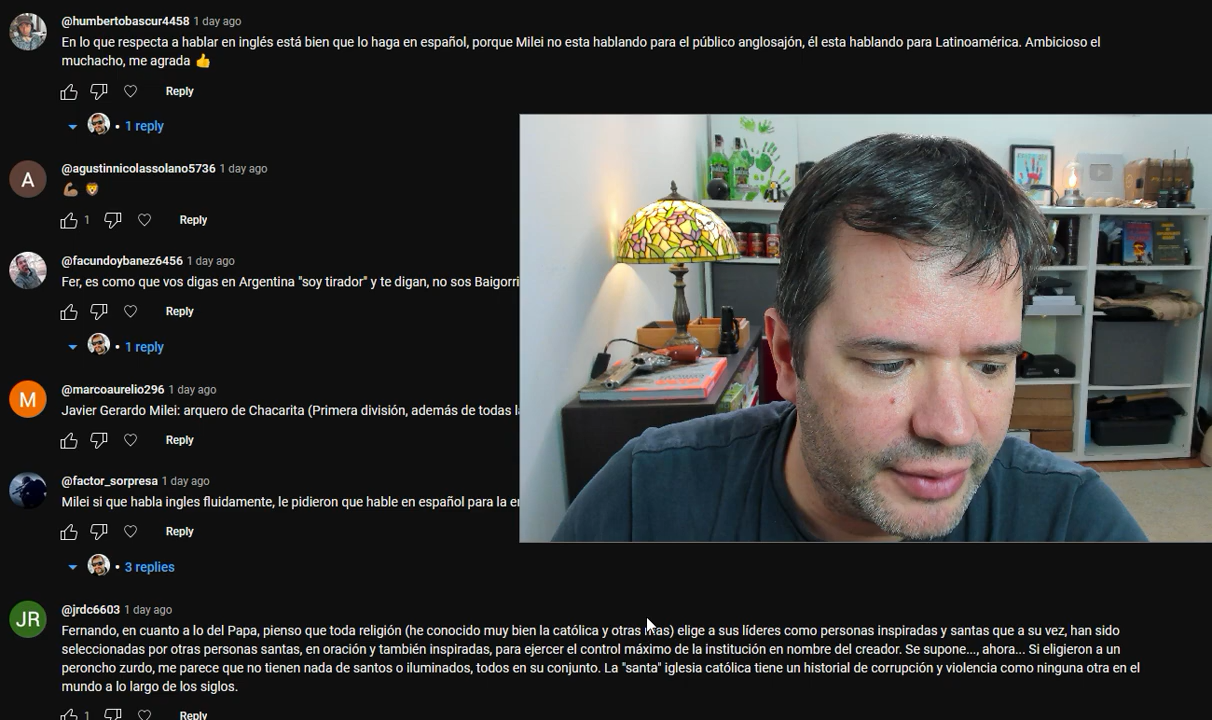 @humbertobascur4458 1 day ago
En lo que respecta a hablar en inglés está bien que lo haga en español, porque Milei no esta hablando para el público anglosajón, él esta hablando para Latinoamérica. Ambicioso el
muchacho, me agrada 👍
Reply
• 1 reply
@agustinnicolassolano5736 1 day ago
💪🏾 🦁
1 Reply
A
@facundoybanez6456 1 day ago
Fer, es como que vos digas en Argentina "soy tirador" y te digan, no sos Baigorri
Reply
• 1 reply
@marcoaurelio296 1 day ago
M
Javier Gerardo Milei: arquero de Chacarita (Primera división, además de todas
Reply
@factor_sorpresa 1 day ago
Milei si que habla ingles fluidamente, le pidieron que hable en español para la
Reply
• 3 replies
@jrdc6603 1 day ago
JR
Fernando, en cuanto a lo del Papa, pienso que toda religión (he conocido muy bien la católica y otras mas) elige a sus líderes como personas inspiradas y santas que a su vez, han sido
seleccionadas por otras personas santas, en oración y también inspiradas, para ejercer el control máximo de la institución en nombre del creador. Se supone..., ahora... Si eligieron a un
peroncho zurdo, me parece que no tienen nada de santos o iluminados, todos en su conjunto. La "santa" iglesia católica tiene un historial de corrupción y violencia como ninguna otra en el
mundo a lo largo de los siglos.
1 Reply